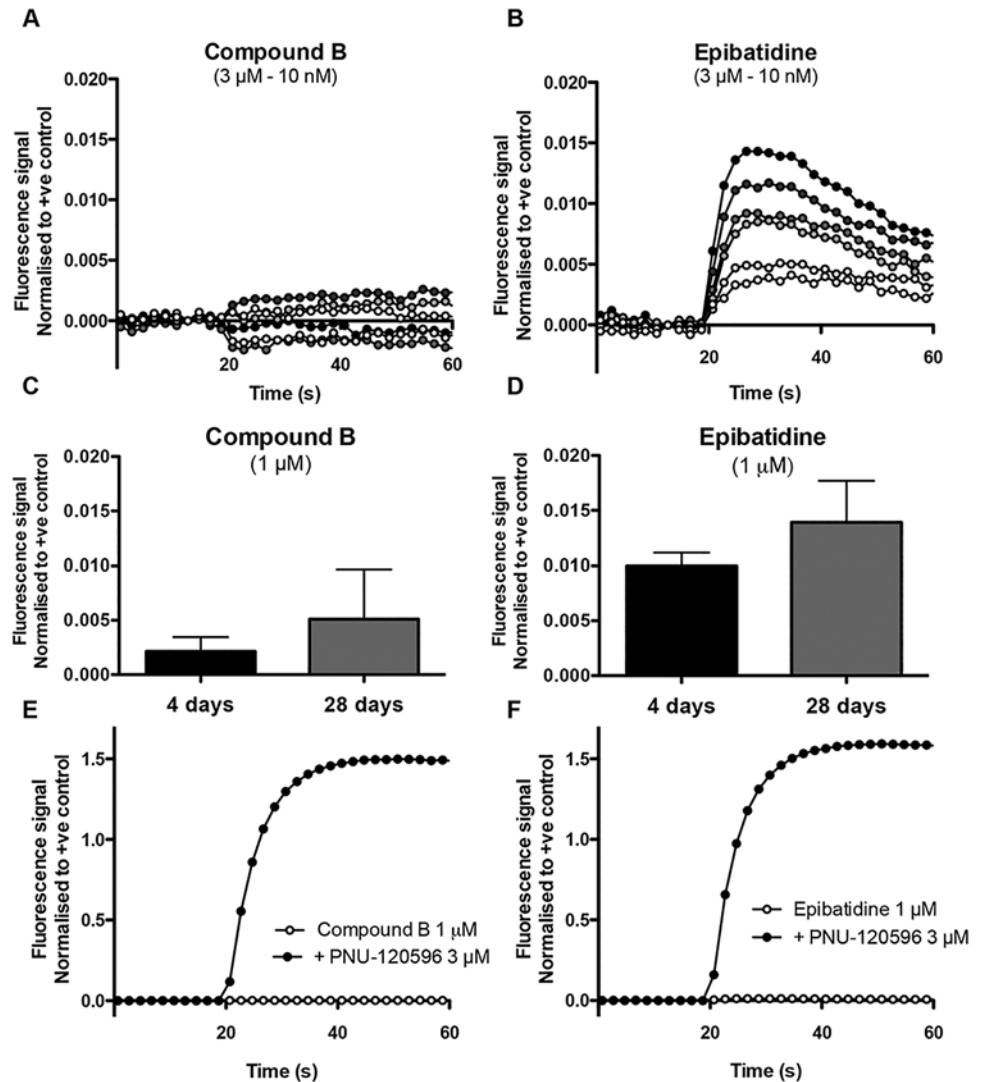 A
Compound B
(3 µM - 10 nM)
Fluorescence signal
Normalised to +ve control
0.020
0.015
0.010
0.005
0.000
20
40
60
Time (s)
B
Epibatidine
(3 µM - 10 nM)
Fluorescence signal
Normalised to +ve control
0.020
0.015
0.010
0.005
0.000
20
40
60
Time (s)
C
Compound B
(1 µM)
Fluorescence signal
Normalised to +ve control
0.020
0.015
0.010
0.005
0.000
4 days
28 days
D
Epibatidine
(1 µM)
Fluorescence signal
Normalised to +ve control
0.020
0.015
0.010
0.005
0.000
4 days
28 days
E
Fluorescence signal
Normalised to +ve control
1.5
1.0
0.5
0.0
Compound B 1 µM
+ PNU-120596 3 µM
20
40
60
Time (s)
F
Fluorescence signal
Normalised to +ve control
1.5
1.0
0.5
0.0
Epibatidine 1 µM
+ PNU-120596 3 µM
20
40
60
Time (s)